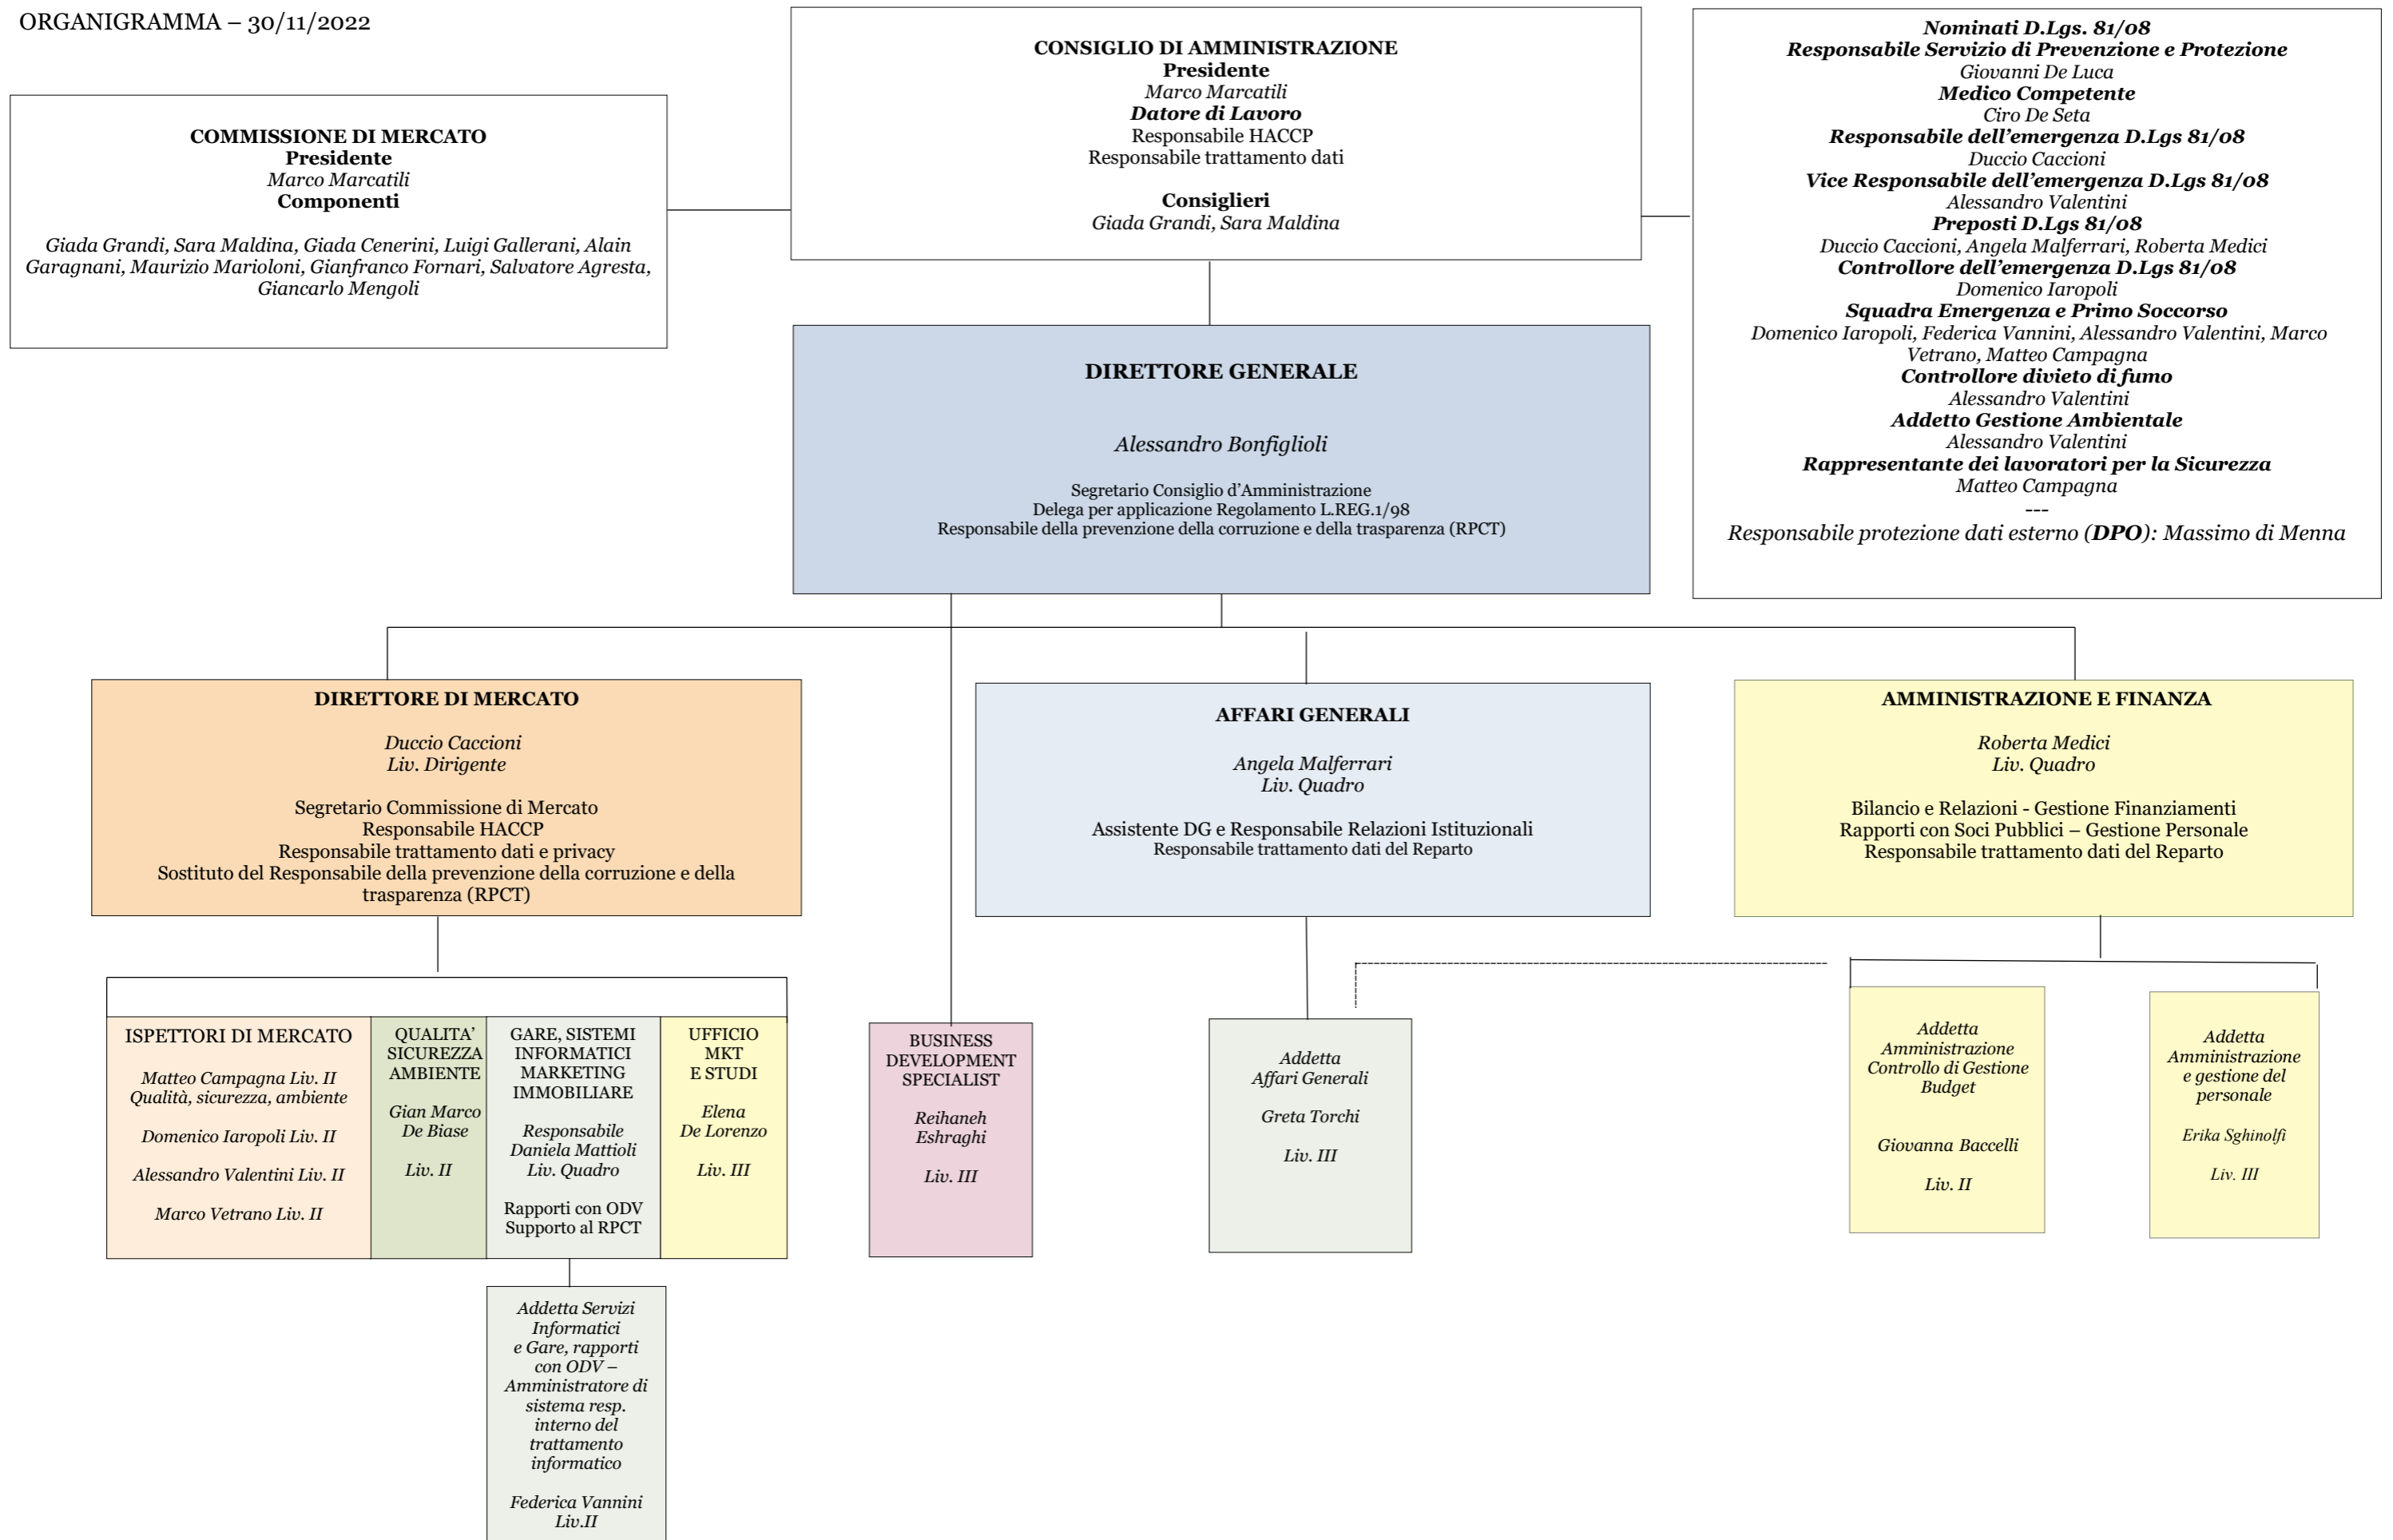 ORGANIGRAMMA – 30/11/2022
COMMISSIONE DI MERCATO
Presidente
Marco Marcatili
Componenti
Giada Grandi, Sara Maldina, Giada Cenerini, Luigi Gallerani, Alain
Garagnani, Maurizio Marioloni, Gianfranco Fornari, Salvatore Agresta,
Giancarlo Mengoli
CONSIGLIO DI AMMINISTRAZIONE
Presidente
Marco Marcatili
Datore di Lavoro
Responsabile HACCP
Responsabile trattamento dati
Consiglieri
Giada Grandi, Sara Maldina
Nominati D.Lgs. 81/08
Responsabile Servizio di Prevenzione e Protezione
Giovanni De Luca
Medico Competente
Ciro De Seta
Responsabile dell’emergenza D.Lgs 81/08
Duccio Caccioni
Vice Responsabile dell’emergenza D.Lgs 81/08
Alessandro Valentini
Preposti D.Lgs 81/08
Duccio Caccioni, Angela Malferrari, Roberta Medici
Controllore dell’emergenza D.Lgs 81/08
Domenico Iaropoli
Squadra Emergenza e Primo Soccorso
Domenico Iaropoli, Federica Vannini, Alessandro Valentini, Marco
Vetrano, Matteo Campagna
Controllore divieto di fumo
Alessandro Valentini
Addetto Gestione Ambientale
Alessandro Valentini
Rappresentante dei lavoratori per la Sicurezza
Matteo Campagna
---
Responsabile protezione dati esterno (DPO): Massimo di Menna
DIRETTORE GENERALE
Alessandro Bonfiglioli
Segretario Consiglio d’Amministrazione
Delega per applicazione Regolamento L.REG.1/98
Responsabile della prevenzione della corruzione e della trasparenza (RPCT)
DIRETTORE DI MERCATO
Duccio Caccioni
Liv. Dirigente
Segretario Commissione di Mercato
Responsabile HACCP
Responsabile trattamento dati e privacy
Sostituto del Responsabile della prevenzione della corruzione e della
trasparenza (RPCT)
AFFARI GENERALI
Angela Malferrari
Liv. Quadro
Assistente DG e Responsabile Relazioni Istituzionali
Responsabile trattamento dati del Reparto
AMMINISTRAZIONE E FINANZA
Roberta Medici
Liv. Quadro
Bilancio e Relazioni - Gestione Finanziamenti
Rapporti con Soci Pubblici – Gestione Personale
Responsabile trattamento dati del Reparto
ISPETTORI DI MERCATO
Matteo Campagna Liv. II
Qualità, sicurezza, ambiente
Domenico Iaropoli Liv. II
Alessandro Valentini Liv. II
Marco Vetrano Liv. II
QUALITA’
SICUREZZA
AMBIENTE
Gian Marco
De Biase
Liv. II
GARE, SISTEMI
INFORMATICI
MARKETING
IMMOBILIARE
Responsabile
Daniela Mattioli
Liv. Quadro
Rapporti con ODV
Supporto al RPCT
UFFICIO
MKT
E STUDI
Elena
De Lorenzo
Liv. III
BUSINESS
DEVELOPMENT
SPECIALIST
Reihaneh
Eshraghi
Liv. III
Addetta
Affari Generali
Greta Torchi
Liv. III
Addetta
Amministrazione
Controllo di Gestione
Budget
Giovanna Baccelli
Liv. II
Addetta
Amministrazione
e gestione del
personale
Erika Sghinolfi
Liv. III
Addetta Servizi
Informatici
e Gare, rapporti
con ODV –
Amministratore di
sistema resp.
interno del
trattamento
informatico
Federica Vannini
Liv.II